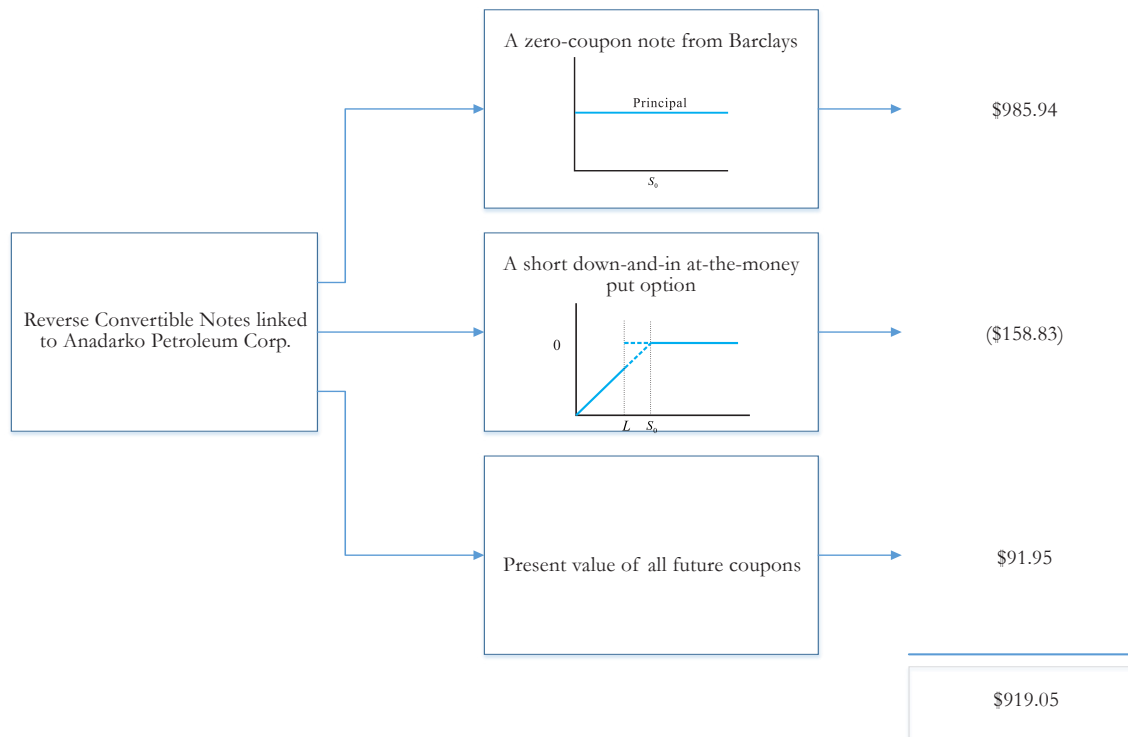 A zero-coupon note from Barclays
Principal
S₀
$985.94
Reverse Convertible Notes linked
to Anadarko Petroleum Corp.
A short down-and-in at-the-money
put option
0
L S₀
($158.83)
Present value of all future coupons
$91.95
$919.05